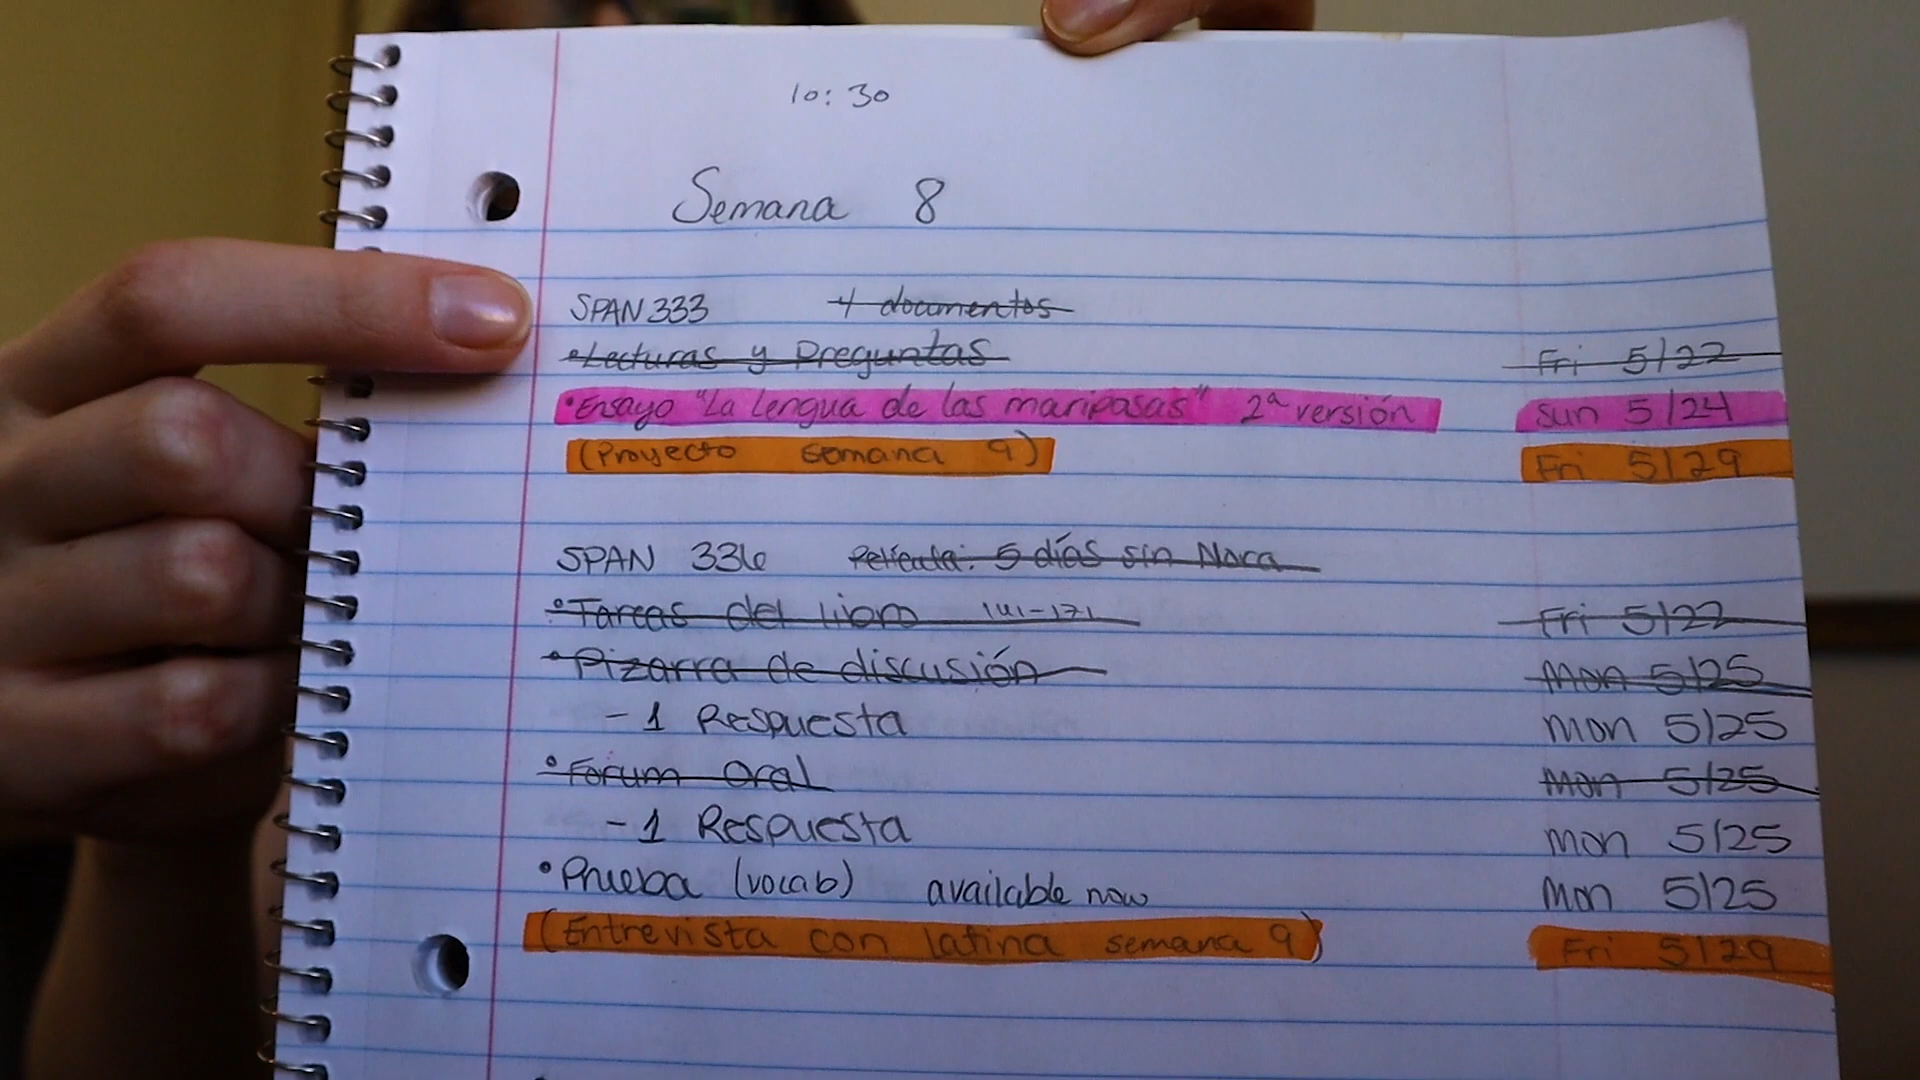 10:30
Semana 8
SPAN 333 4 documentos
•Lecturas y Preguntas Fri 5/22
•Ensayo "La lengua de las mariposas" 2ª versión Sun 5/24
(Proyecto semana 9) Fri 5/29
SPAN 336 Película: 5 días sin Nora
•Tareas del libro 141-171 Fri 5/22
•Pizarra de discusión Mon 5/25
- 1 Respuesta Mon 5/25
•Forum Oral Mon 5/25
- 1 Respuesta Mon 5/25
•Prueba (vocab) available now Mon 5/25
(Entrevista con latina semana 9) Fri 5/29